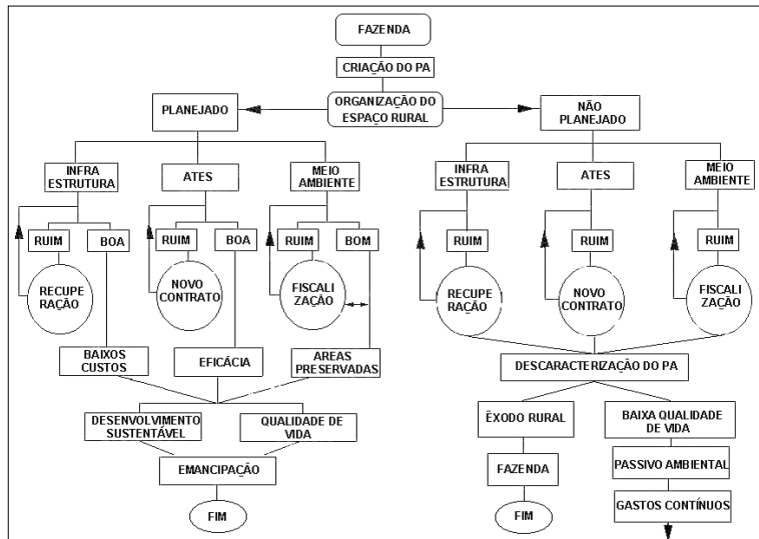 FAZENDA
CRIAÇÃO DO PA
ORGANIZAÇÃO DO
ESPAÇO RURAL
PLANEJADO
NÃO
PLANEJADO
INFRA
ESTRUTURA
ATES
MEIO
AMBIENTE
INFRA
ESTRUTURA
ATES
MEIO
AMBIENTE
RUIM
BOA
RUIM
BOA
RUIM
BOM
RUIM
RUIM
RUIM
RECUPE
RAÇÃO
NOVO
CONTRATO
FISCALI
ZAÇÃO
RECUPE
RAÇÃO
NOVO
CONTRATO
FISCALI
ZAÇÃO
BAIXOS
CUSTOS
EFICÁCIA
AREAS
PRESERVADAS
DESCARACTERIZAÇÃO DO PA
DESENVOLVIMENTO
SUSTENTÁVEL
QUALIDADE DE
VIDA
ÊXODO RURAL
BAIXA QUALIDADE
DE VIDA
EMANCIPAÇÃO
FAZENDA
PASSIVO AMBIENTAL
FIM
FIM
GASTOS CONTÍNUOS